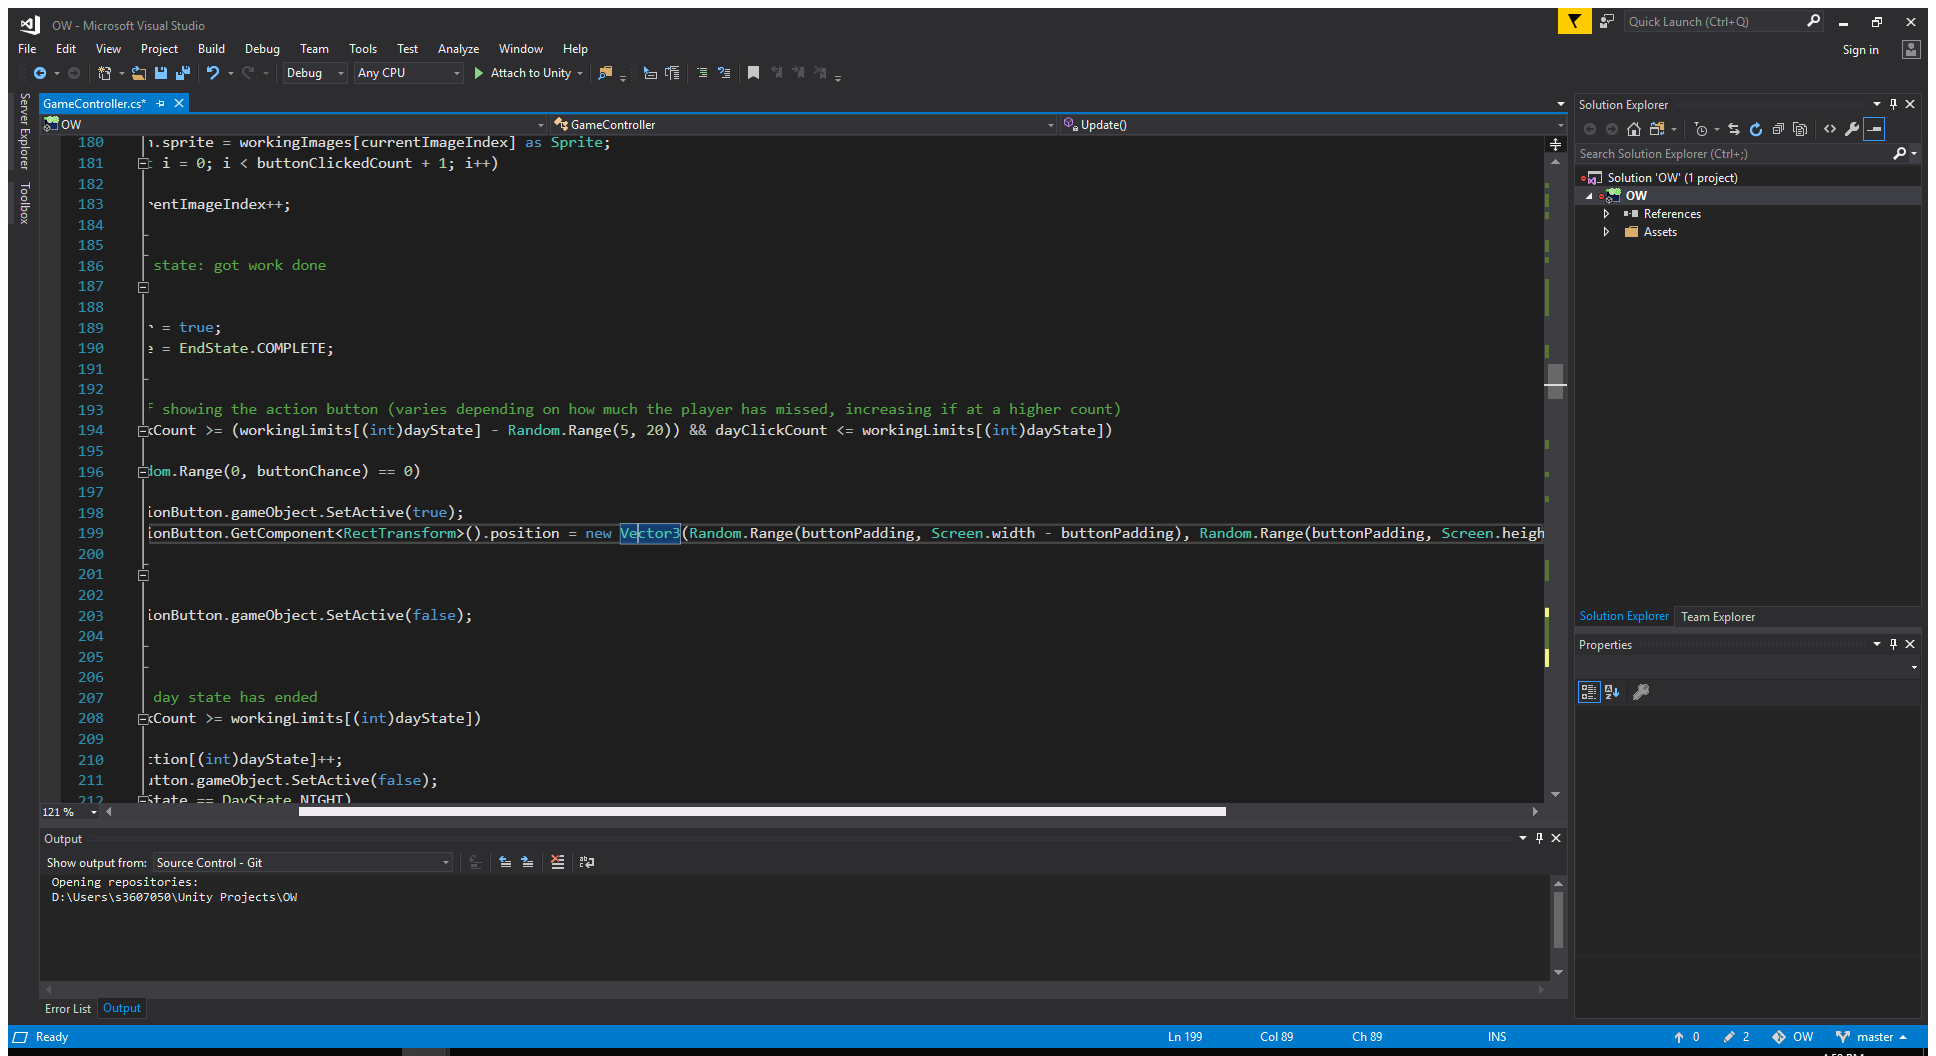 OW - Microsoft Visual Studio
Quick Launch (Ctrl+Q)
File Edit View Project Build Debug Team Tools Test Analyze Window Help
Sign in
Debug Any CPU Attach to Unity
Server Explorer
Toolbox
GameController.cs*
OW GameController Update()
180 .sprite = workingImages[currentImageIndex] as Sprite;
181 i = 0; i < buttonClickedCount + 1; i++)
182
183 rentImageIndex++;
184
185
186 state: got work done
187
188
189 = true;
190 = EndState.COMPLETE;
191
192
193 f showing the action button (varies depending on how much the player has missed, increasing if at a higher count)
194 kCount >= (workingLimits[(int)dayState] - Random.Range(5, 20)) && dayClickCount <= workingLimits[(int)dayState])
195
196 dom.Range(0, buttonChance) == 0)
197
198 ionButton.gameObject.SetActive(true);
199 ionButton.GetComponent<RectTransform>().position = new Vector3(Random.Range(buttonPadding, Screen.width - buttonPadding), Random.Range(buttonPadding, Screen.heigh
200
201
202
203 ionButton.gameObject.SetActive(false);
204
205
206
207 day state has ended
208 kCount >= workingLimits[(int)dayState])
209
210 ction[(int)dayState]++;
211 utton.gameObject.SetActive(false);
212 State == DayState.NIGHT)
121 %
Output
Show output from: Source Control - Git
Opening repositories:
D:\Users\s3607050\Unity Projects\OW
Error List Output
Solution Explorer
Search Solution Explorer (Ctrl+;)
Solution 'OW' (1 project)
OW
References
Assets
Solution Explorer Team Explorer
Properties
Ready Ln 199 Col 89 Ch 89 INS 0 2 OW master